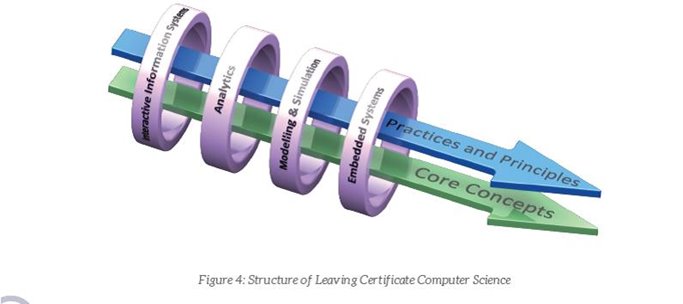 Interactive Information Systems
Analytics
Modelling & Simulation
Embedded Systems
Practices and Principles
Core Concepts
Figure 4: Structure of Leaving Certificate Computer Science